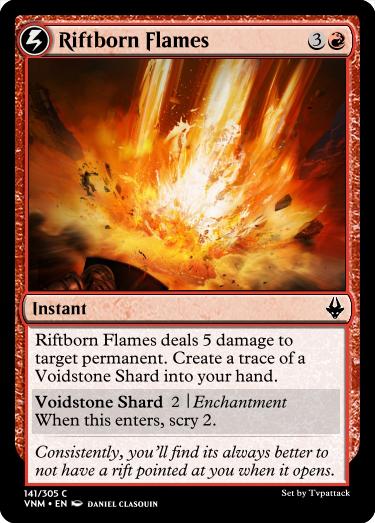 Riftborn Flames 3
Instant
Riftborn Flames deals 5 damage to
target permanent. Create a trace of a
Voidstone Shard into your hand.
Voidstone Shard 2 | Enchantment
When this enters, scry 2.
Consistently, you'll find its always better to
not have a rift pointed at you when it opens.
141/305 C
VNM • EN DANIEL CLASOUIN
Set by Tvpattack